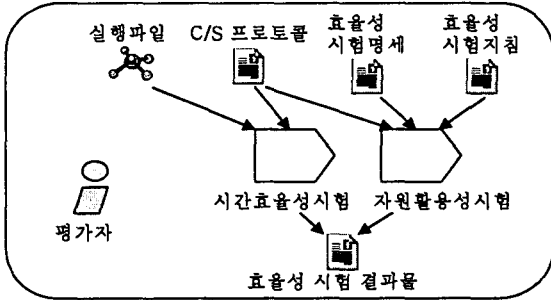 실행파일
C/S 프로토콜
효율성
시험명세
효율성
시험지침
시간효율성시험
자원활용성시험
평가자
효율성 시험 결과물